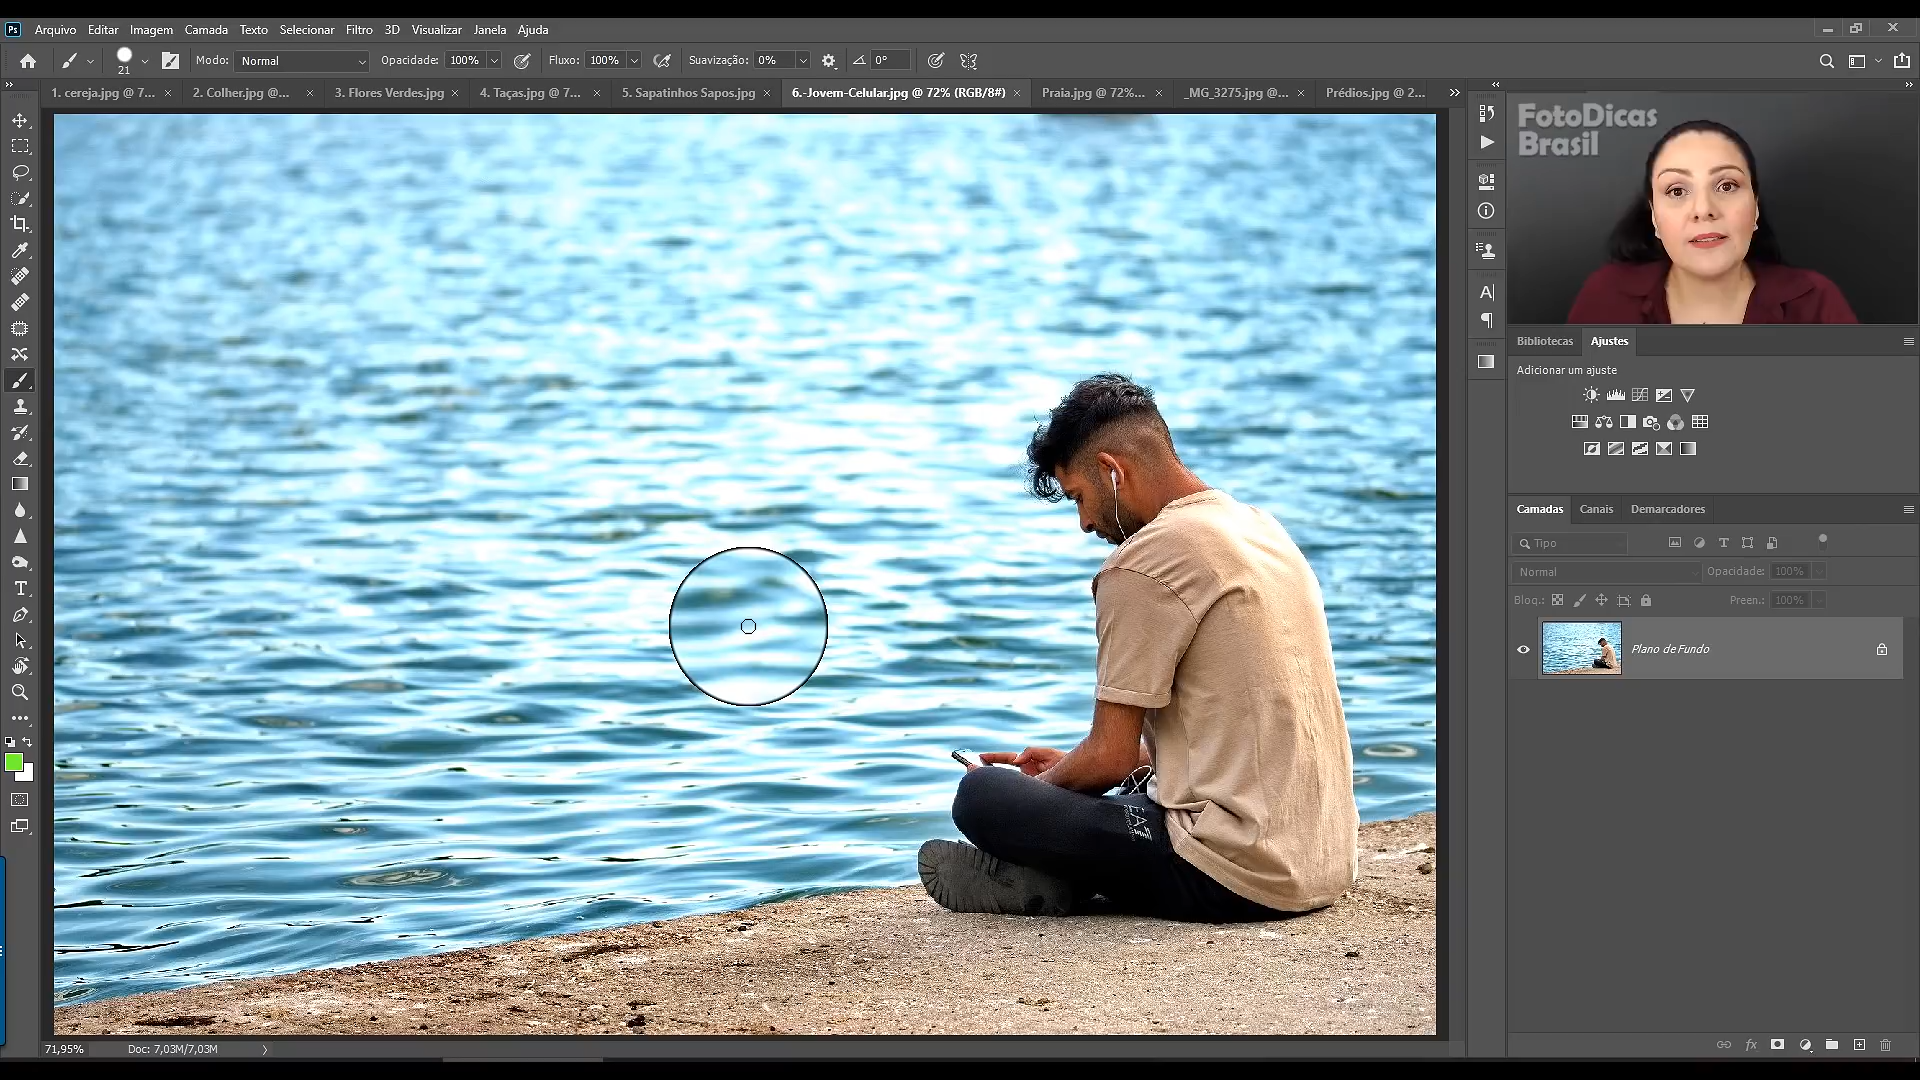 Ps Arquivo Editar Imagem Camada Texto Selecionar Filtro 3D Visualizar Janela Ajuda
21 Modo: Normal Opacidade: 100% Fluxo: 100% Suavização: 0% 0°
1. cereja.jpg @ 7... 2. Colher.jpg @... 3. Flores Verdes.jpg 4. Taças.jpg @ 7... 5. Sapatinhos Sapos.jpg 6.-Jovem-Celular.jpg @ 72% (RGB/8#) Praia.jpg @ 72%... _MG_3275.jpg @... Prédios.jpg @ 2...
FotoDicas
Brasil
Bibliotecas Ajustes
Adicionar um ajuste
Camadas Canais Demarcadores
Tipo
Normal Opacidade: 100%
Bloq.: Preen.: 100%
Plano de Fundo
EA7
71,95% Doc: 7,03M/7,03M